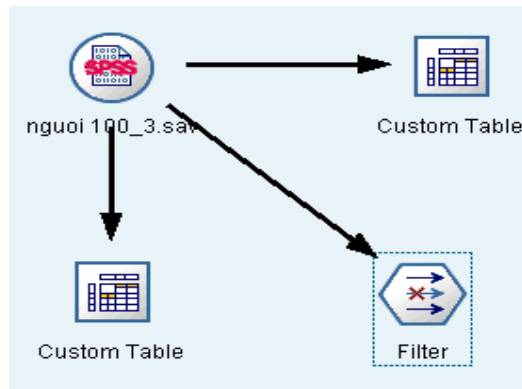 SPSS
nguoi 100_3.sav
Custom Table
Custom Table
Filter